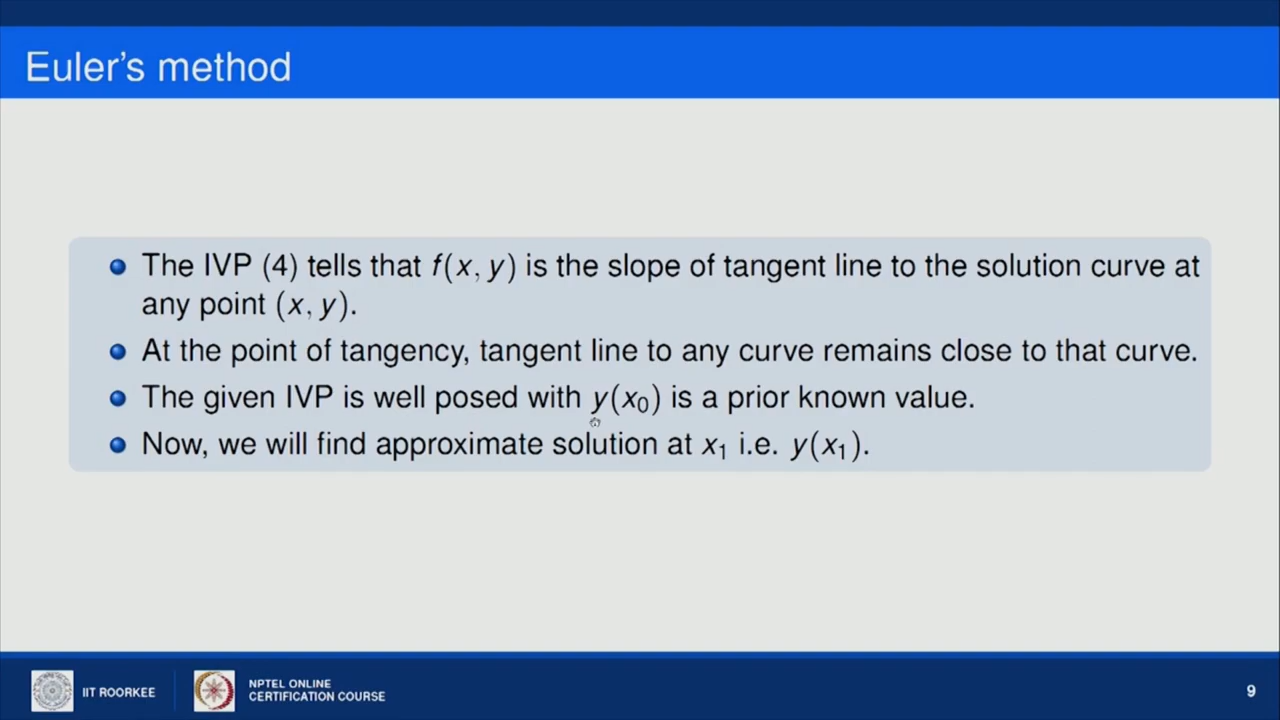 Euler's method
The IVP (4) tells that f(x, y) is the slope of tangent line to the solution curve at
any point (x, y).
At the point of tangency, tangent line to any curve remains close to that curve.
The given IVP is well posed with y(x₀) is a prior known value.
Now, we will find approximate solution at x₁ i.e. y(x₁).
IIT ROORKEE
NPTEL ONLINE
CERTIFICATION COURSE
9